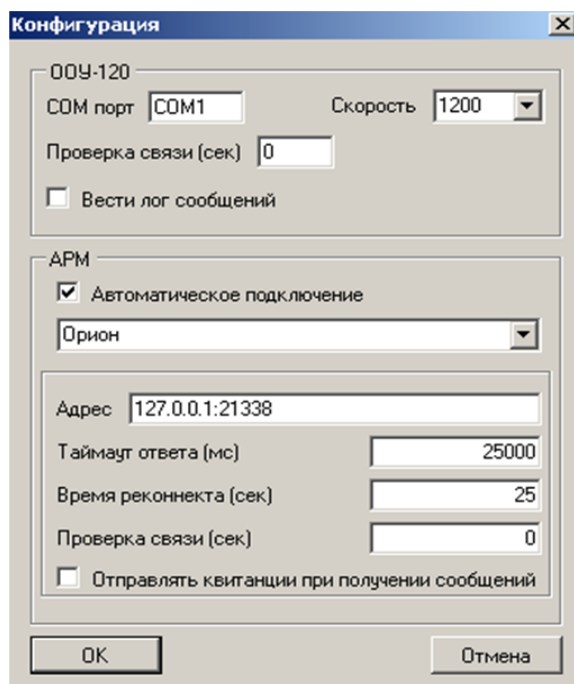 Конфигурация
ООУ-120
COM порт COM1 Скорость 1200
Проверка связи (сек) 0
Вести лог сообщений
АРМ
Автоматическое подключение
Орион
Адрес 127.0.0.1:21338
Таймаут ответа (мс) 25000
Время реконнекта (сек) 25
Проверка связи (сек) 0
Отправлять квитанции при получении сообщений
OK Отмена